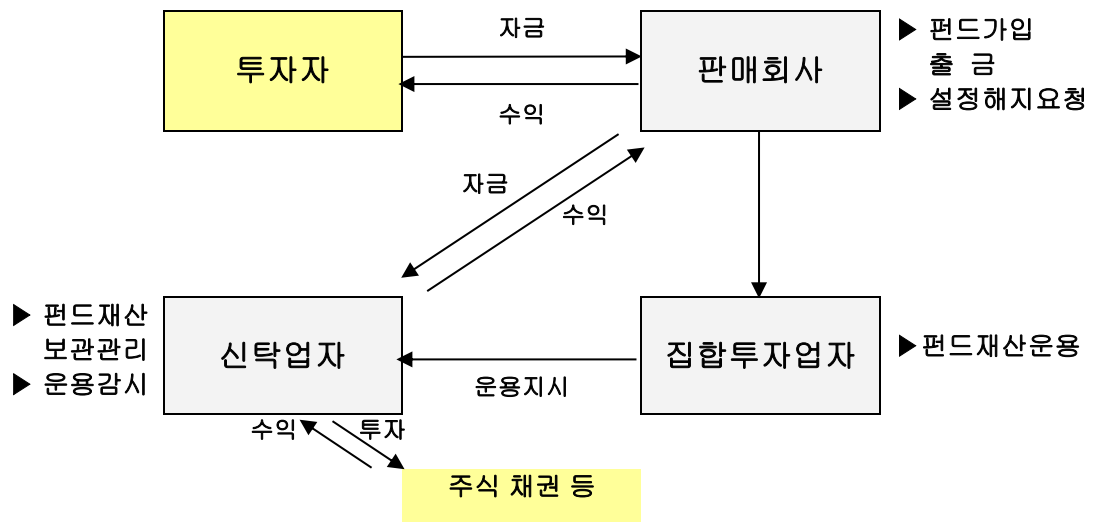 자금
투자자
판매회사
▶ 펀드가입
출 금
▶ 설정해지요청
수익
자금
수익
▶ 펀드재산
보관관리
▶ 운용감시
신탁업자
운용지시
집합투자업자
▶ 펀드재산운용
수익
투자
주식 채권 등